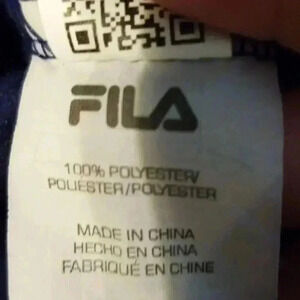 FILA
100% POLYESTER/
POLIESTER/POLYESTER
MADE IN CHINA
HECHO EN CHINA
FABRIQUÉ EN CHINE